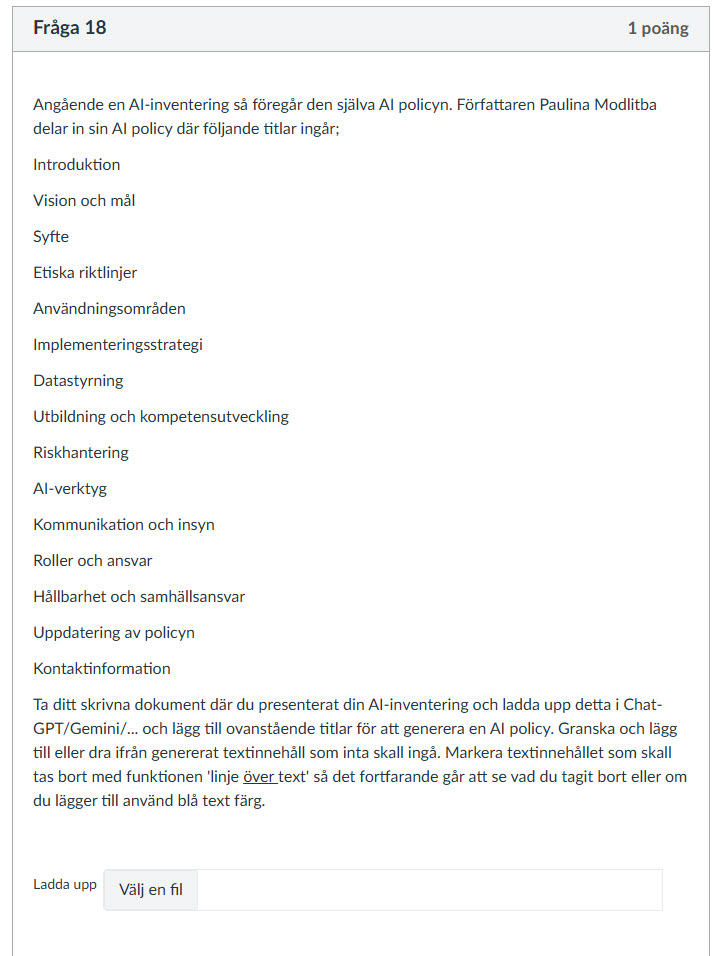 Fråga 18
1 poäng
Angående en AI-inventering så föregår den själva AI policyn. Författaren Paulina Modlitba
delar in sin AI policy där följande titlar ingår;
Introduktion
Vision och mål
Syfte
Etiska riktlinjer
Användningsområden
Implementeringsstrategi
Datastyrning
Utbildning och kompetensutveckling
Riskhantering
AI-verktyg
Kommunikation och insyn
Roller och ansvar
Hållbarhet och samhällsansvar
Uppdatering av policyn
Kontaktinformation
Ta ditt skrivna dokument där du presenterat din AI-inventering och ladda upp detta i Chat-
GPT/Gemini/... och lägg till ovanstående titlar för att generera en AI policy. Granska och lägg
till eller dra ifrån genererat textinnehåll som inta skall ingå. Markera textinnehållet som skall
tas bort med funktionen 'linje över text' så det fortfarande går att se vad du tagit bort eller om
du lägger till använd blå text färg.
Ladda upp
Välj en fil